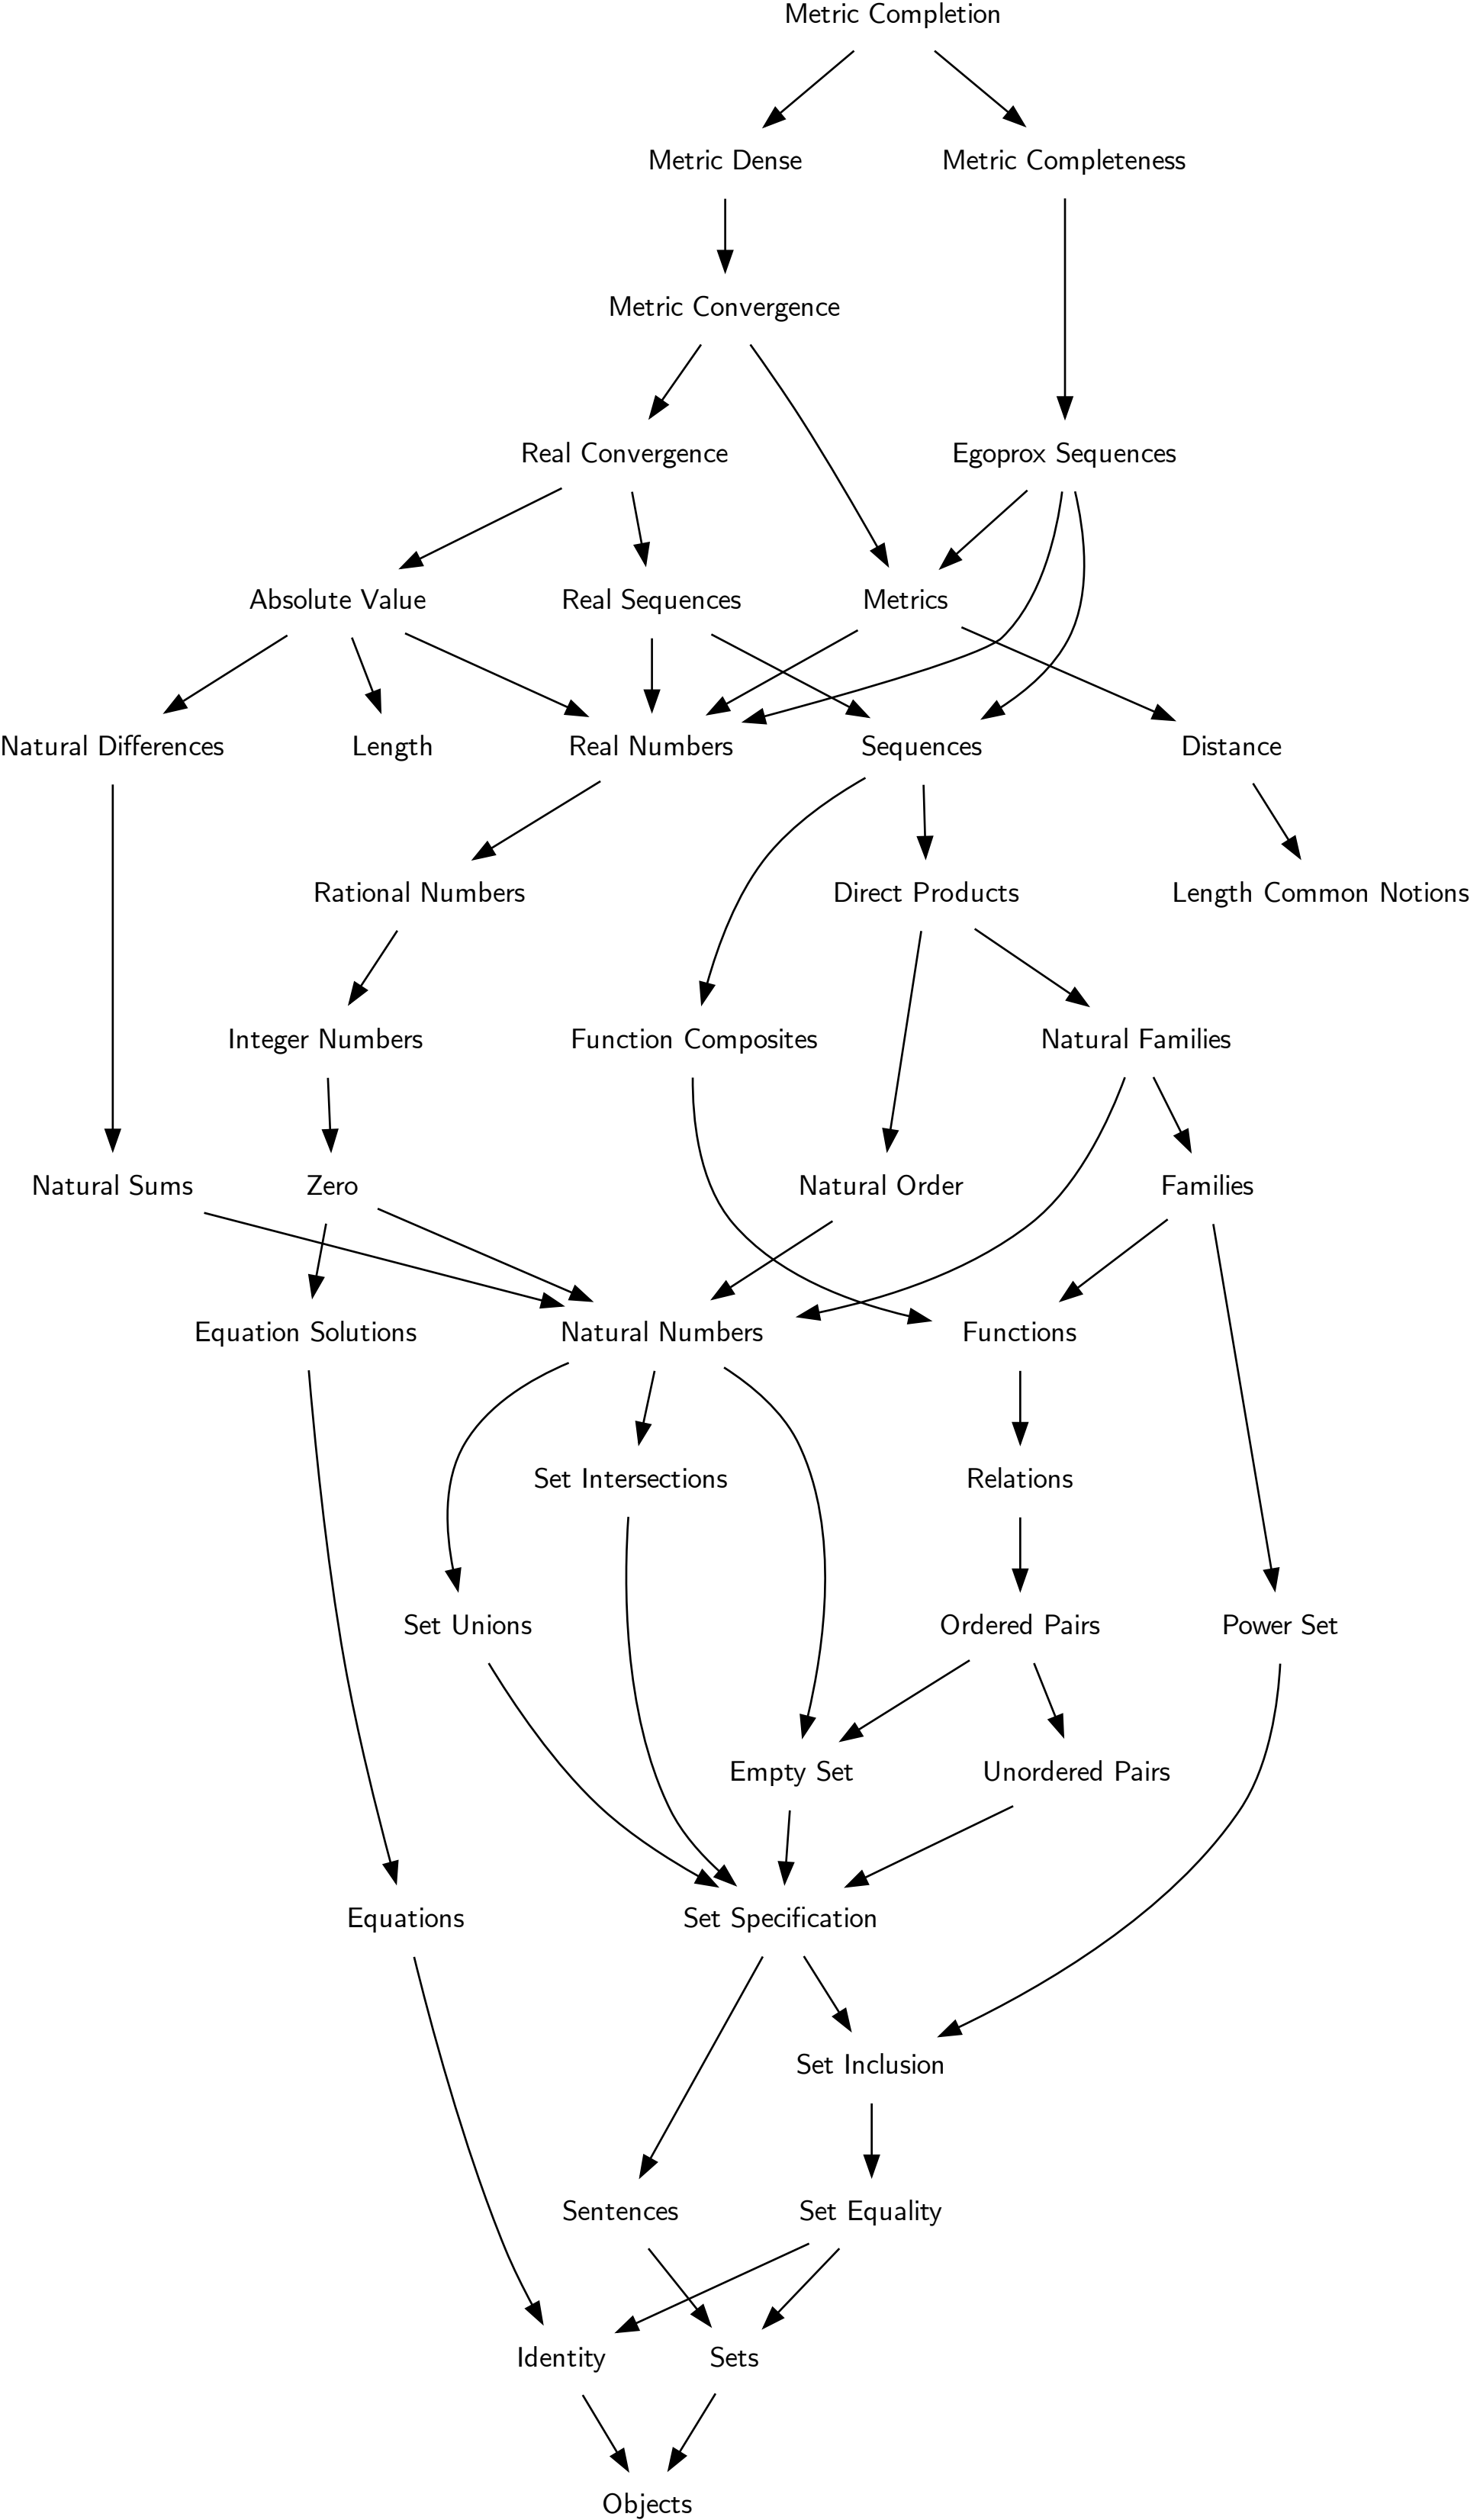 Metric Completion
Metric Dense
Metric Completeness
Metric Convergence
Real Convergence
Egoprox Sequences
Absolute Value
Real Sequences
Metrics
Natural Differences
Length
Real Numbers
Sequences
Distance
Rational Numbers
Direct Products
Length Common Notions
Integer Numbers
Function Composites
Natural Families
Natural Sums
Zero
Natural Order
Families
Equation Solutions
Natural Numbers
Functions
Set Intersections
Relations
Set Unions
Ordered Pairs
Power Set
Empty Set
Unordered Pairs
Equations
Set Specification
Set Inclusion
Sentences
Set Equality
Identity
Sets
Objects